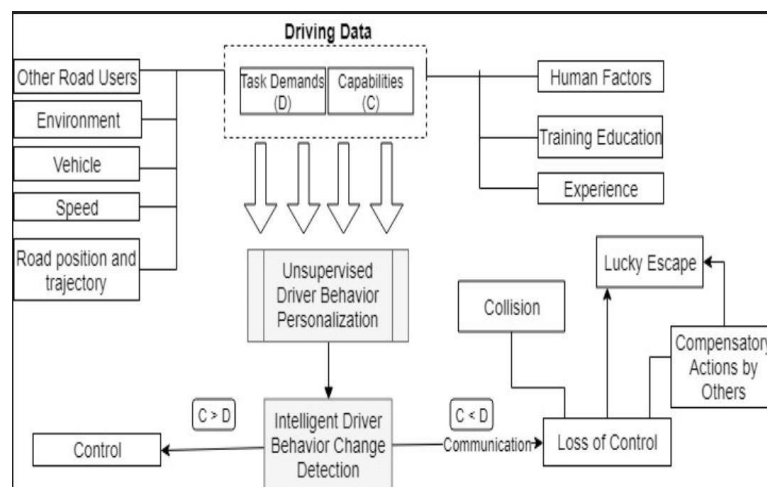 Driving Data
Other Road Users
Task Demands
(D)
Capabilities
(C)
Human Factors
Environment
Training Education
Vehicle
Experience
Speed
Road position and
trajectory
Unsupervised
Driver Behavior
Personalization
Lucky Escape
Collision
Compensatory
Actions by
Others
C > D
C < D
Control
Intelligent Driver
Behavior Change
Detection
Communication
Loss of Control